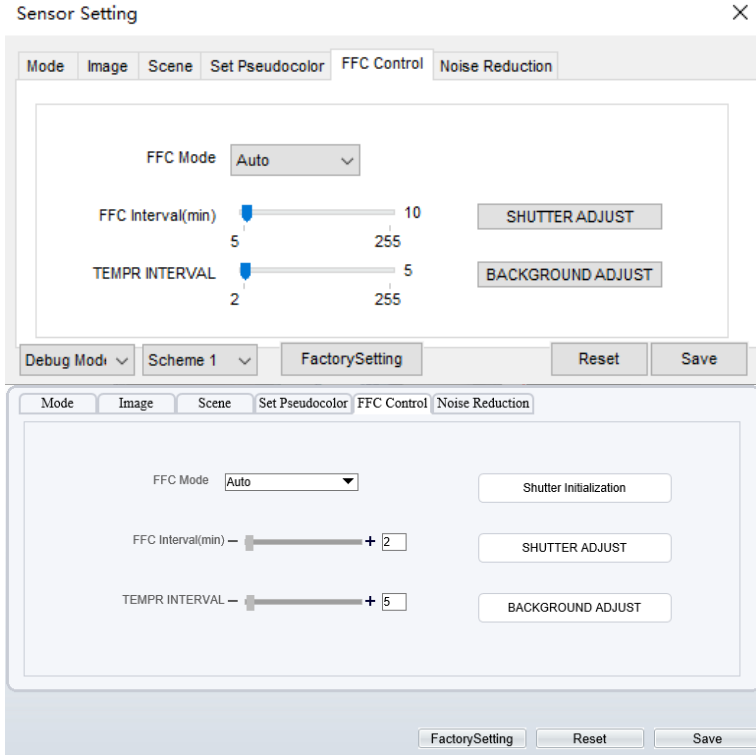 Sensor Setting
Mode Image Scene Set Pseudocolor FFC Control Noise Reduction
FFC Mode Auto
FFC Interval(min) 10 SHUTTER ADJUST
5 255
TEMPR INTERVAL 5 BACKGROUND ADJUST
2 255
Debug Mode Scheme 1 FactorySetting Reset Save
Mode Image Scene Set Pseudocolor FFC Control Noise Reduction
FFC Mode Auto Shutter Initialization
FFC Interval(min) − + 2 SHUTTER ADJUST
TEMPR INTERVAL − + 5 BACKGROUND ADJUST
FactorySetting Reset Save